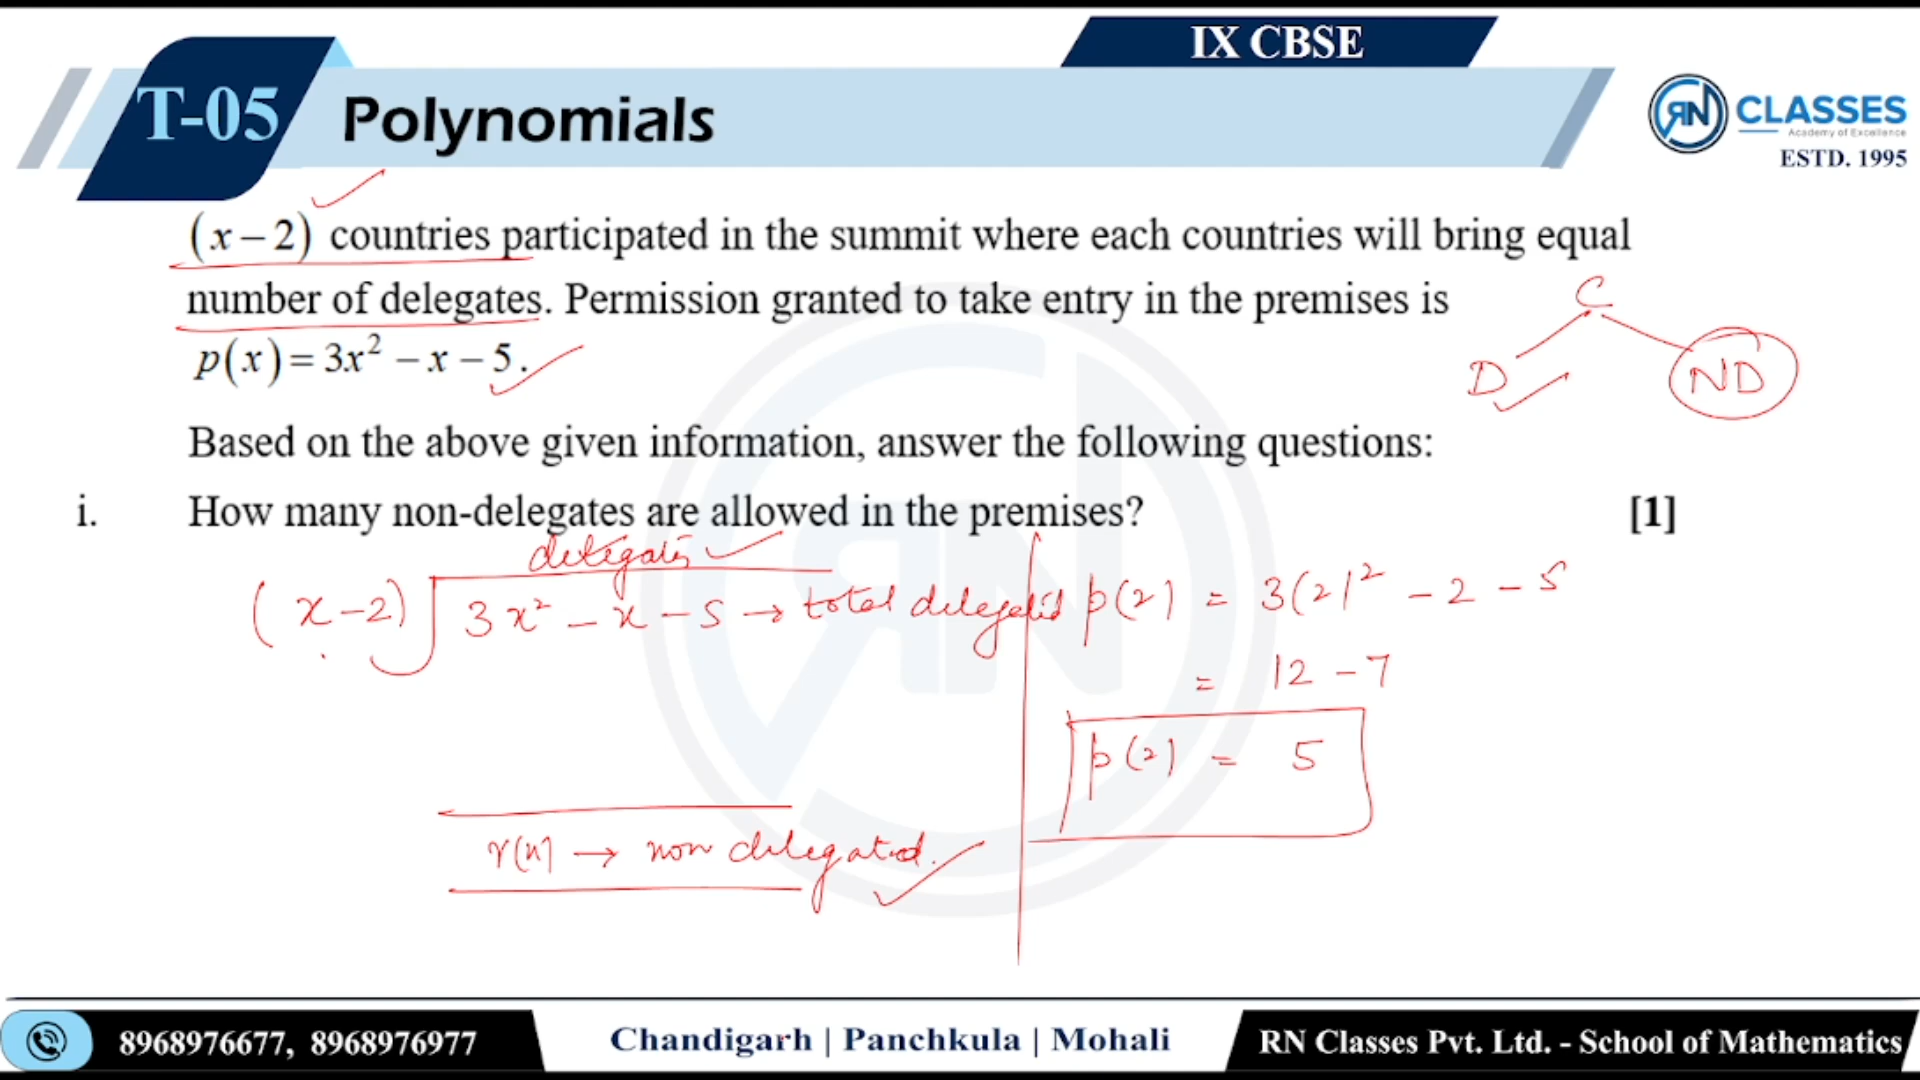 IX CBSE
T-05 Polynomials
RN CLASSES
Academy of Excellence
ESTD. 1995
(x – 2) countries participated in the summit where each countries will bring equal
number of delegates. Permission granted to take entry in the premises is
p(x) = 3x² – x – 5.
C
D ND
Based on the above given information, answer the following questions:
i. How many non-delegates are allowed in the premises? [1]
delegates
(x – 2) 3x² – x – 5 → total delegates
p(2) = 3(2)² – 2 – 5
= 12 – 7
p(2) = 5
r(x) → non delegated.
8968976677, 8968976977 Chandigarh | Panchkula | Mohali RN Classes Pvt. Ltd. - School of Mathematics